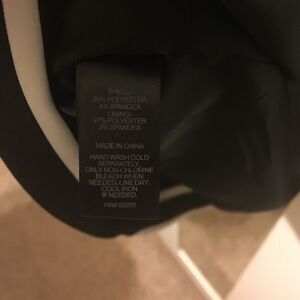 SHELL:
96% POLYESTER
4% SPANDEX
LINING:
97% POLYESTER
3% SPANDEX
MADE IN CHINA
HAND WASH COLD
SEPARATELY.
ONLY NON-CHLORINE
BLEACH WHEN
NEEDED. LINE DRY.
COOL IRON
IF NEEDED.
RN#